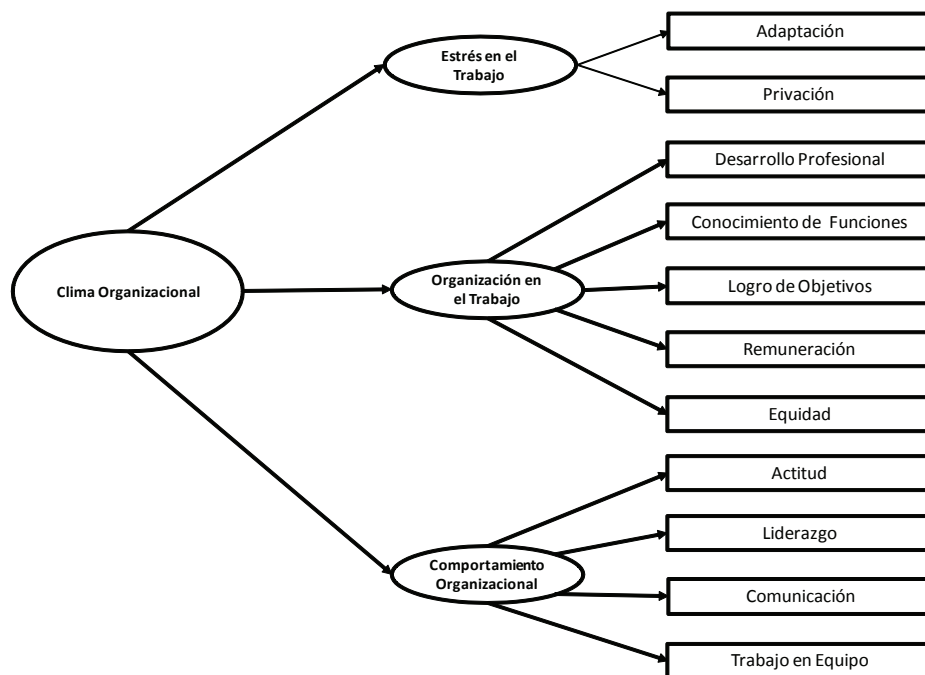 Adaptación
Estrés en el
Trabajo
Privación
Desarrollo Profesional
Conocimiento de Funciones
Clima Organizacional
Organización en
el Trabajo
Logro de Objetivos
Remuneración
Equidad
Actitud
Liderazgo
Comportamiento
Organizacional
Comunicación
Trabajo en Equipo